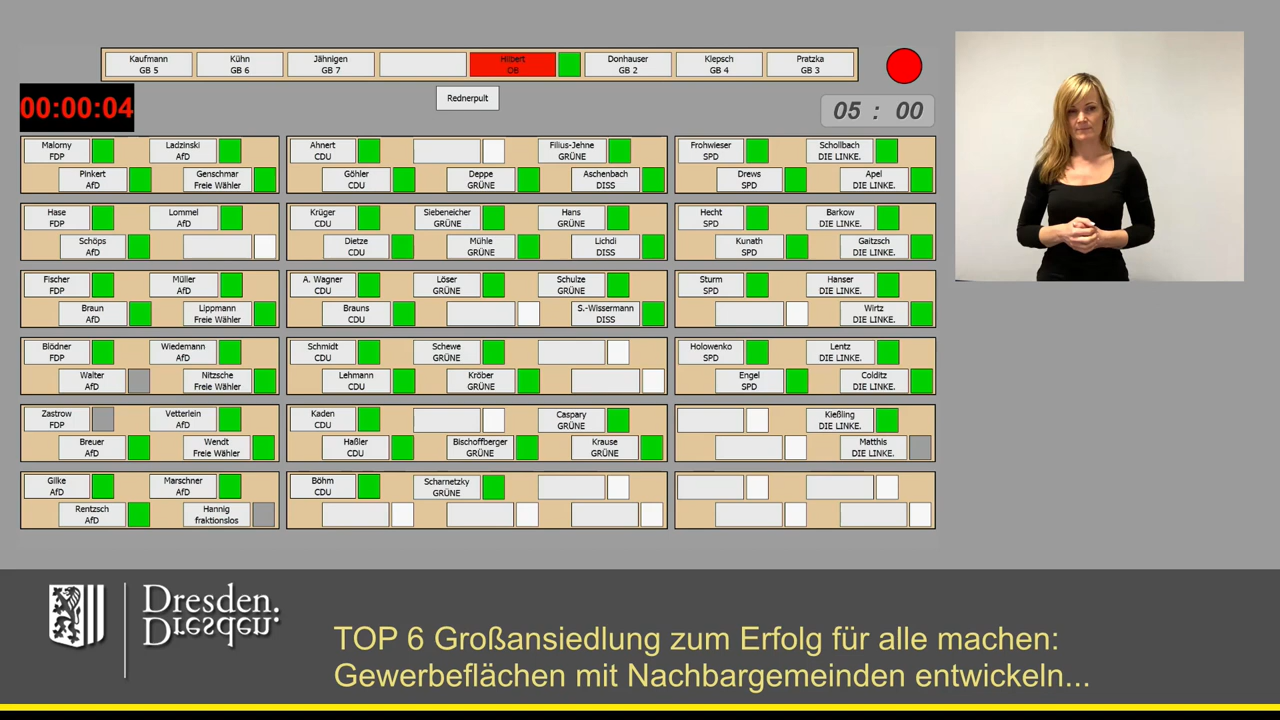 Kaufmann
GB 5
Kühn
GB 6
Jähnigen
GB 7
Hilbert
OB
Donhauser
GB 2
Klepsch
GB 4
Pratzka
GB 3
00:00:04
Rednerpult
05 : 00
Malorny
FDP
Ladzinski
AfD
Pinkert
AfD
Genschmar
Freie Wähler
Ahnert
CDU
Filius-Jehne
GRÜNE
Göhler
CDU
Deppe
GRÜNE
Aschenbach
DISS
Frohwieser
SPD
Schollbach
DIE LINKE.
Drews
SPD
Apel
DIE LINKE.
Hase
FDP
Lommel
AfD
Schöps
AfD
Krüger
CDU
Siebeneicher
GRÜNE
Hans
GRÜNE
Dietze
CDU
Mühle
GRÜNE
Lichdi
DISS
Hecht
SPD
Barkow
DIE LINKE.
Kunath
SPD
Gaitzsch
DIE LINKE.
Fischer
FDP
Müller
AfD
Braun
AfD
Lippmann
Freie Wähler
A. Wagner
CDU
Löser
GRÜNE
Schulze
GRÜNE
Brauns
CDU
S.-Wissermann
DISS
Sturm
SPD
Hanser
DIE LINKE.
Wirtz
DIE LINKE.
Blödner
FDP
Wiedemann
AfD
Walter
AfD
Nitzsche
Freie Wähler
Schmidt
CDU
Schewe
GRÜNE
Lehmann
CDU
Kröber
GRÜNE
Holowenko
SPD
Lentz
DIE LINKE.
Engel
SPD
Colditz
DIE LINKE.
Zastrow
FDP
Vetterlein
AfD
Breuer
AfD
Wendt
Freie Wähler
Kaden
CDU
Caspary
GRÜNE
Haßler
CDU
Bischoffberger
GRÜNE
Krause
GRÜNE
Kießling
DIE LINKE.
Matthis
DIE LINKE.
Gilke
AfD
Marschner
AfD
Rentzsch
AfD
Hannig
fraktionslos
Böhm
CDU
Scharnetzky
GRÜNE
Dresden.
Dresden.
TOP 6 Großansiedlung zum Erfolg für alle machen:
Gewerbeflächen mit Nachbargemeinden entwickeln...